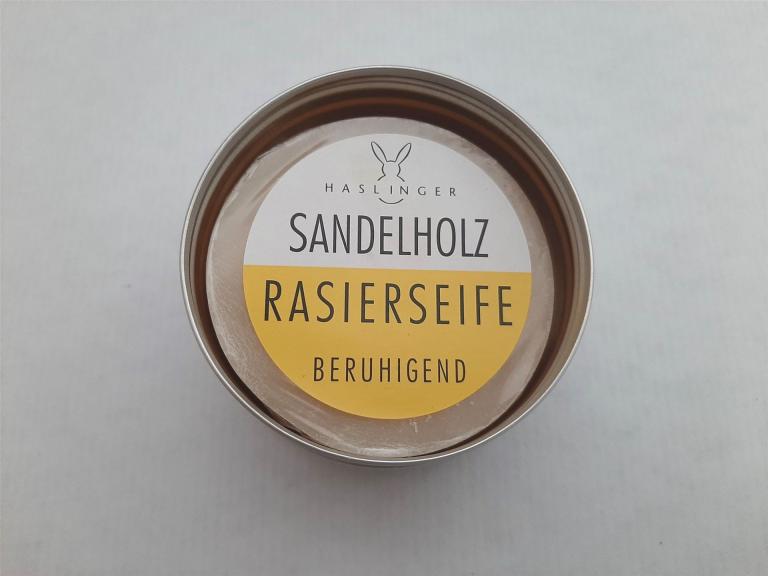 HASLINGER
SANDELHOLZ
RASIERSEIFE
BERUHIGEND